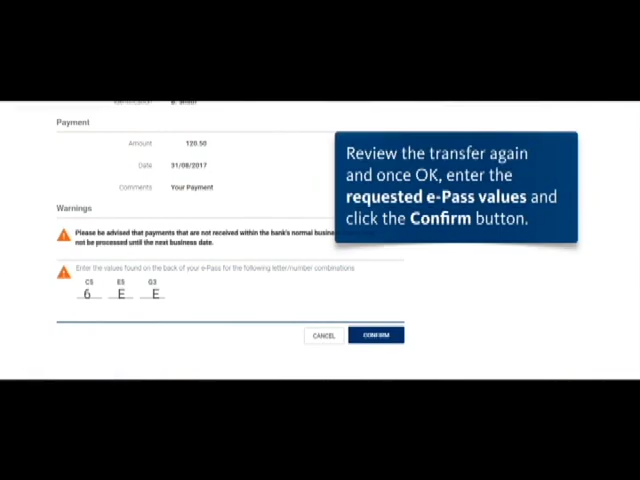 Payment
Amount 120.50
Date 31/08/2017
Comments Your Payment
Warnings
Please be advised that payments that are not received within the bank's normal
not be processed until the next business date.
Enter the values found on the back of your e-Pass for the following letter/number combinations
C5 E5 G3
6 E E
CANCEL CONFIRM
Review the transfer again
and once OK, enter the
requested e-Pass values and
click the Confirm button.